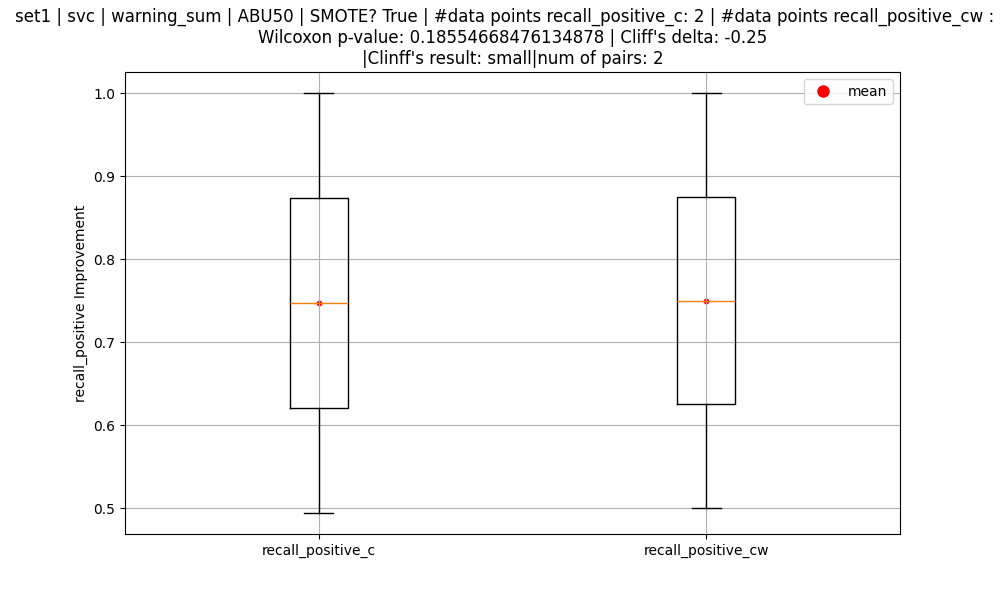 set1 | svc | warning_sum | ABU50 | SMOTE? True | #data points recall_positive_c: 2 | #data points recall_positive_cw :
Wilcoxon p-value: 0.18554668476134878 | Cliff's delta: -0.25
|Clinff's result: small|num of pairs: 2
mean
1.0
0.9
0.8
0.7
0.6
0.5
recall_positive Improvement
recall_positive_c
recall_positive_cw